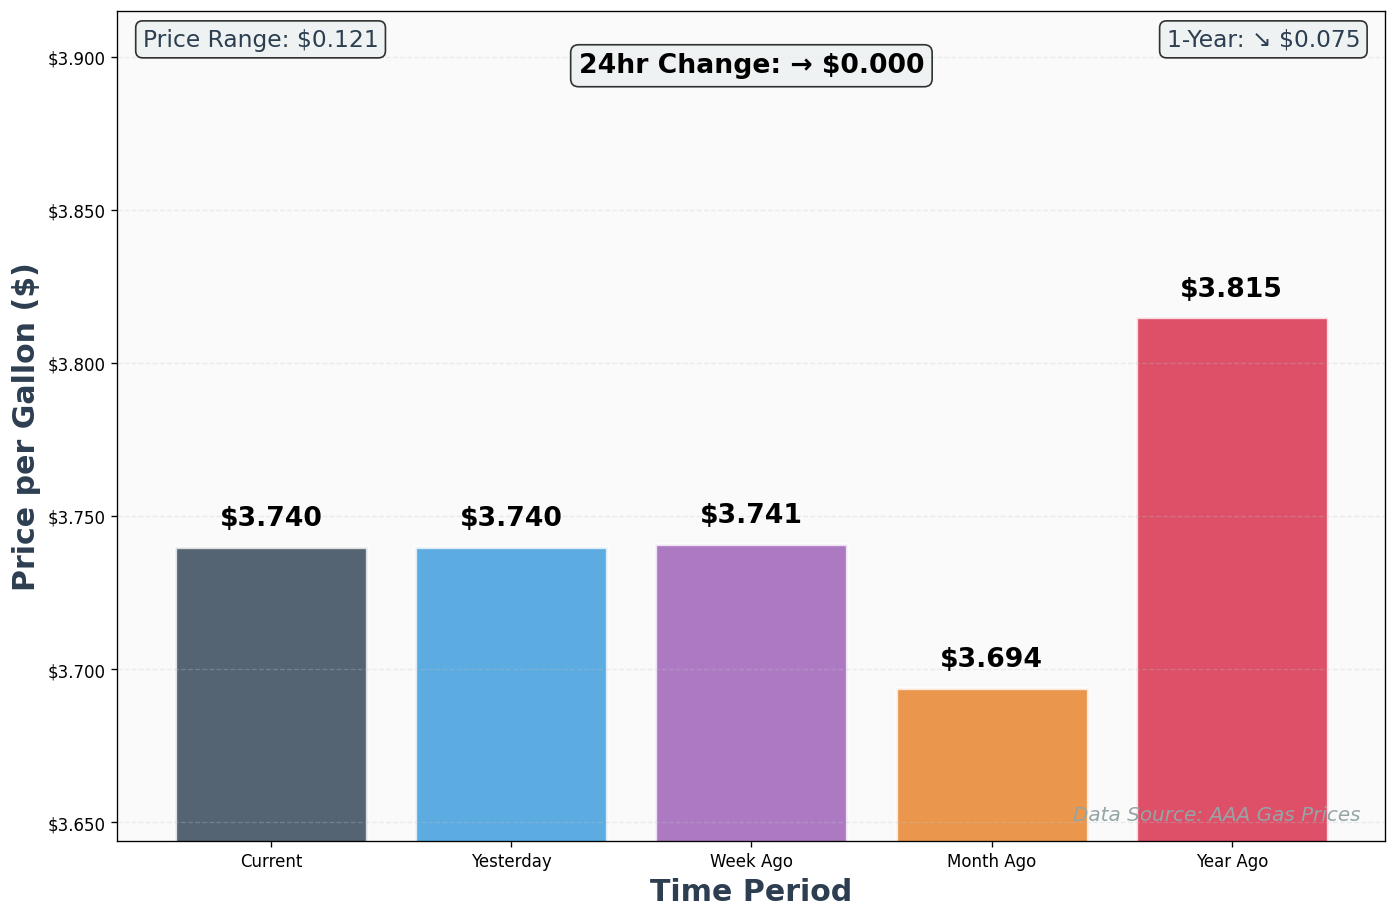 Price Range: $0.121
24hr Change: → $0.000
1-Year: ↘ $0.075
Price per Gallon ($)
$3.900
$3.850
$3.800
$3.750
$3.700
$3.650
$3.740
$3.740
$3.741
$3.694
$3.815
Data Source: AAA Gas Prices
Current
Yesterday
Week Ago
Month Ago
Year Ago
Time Period